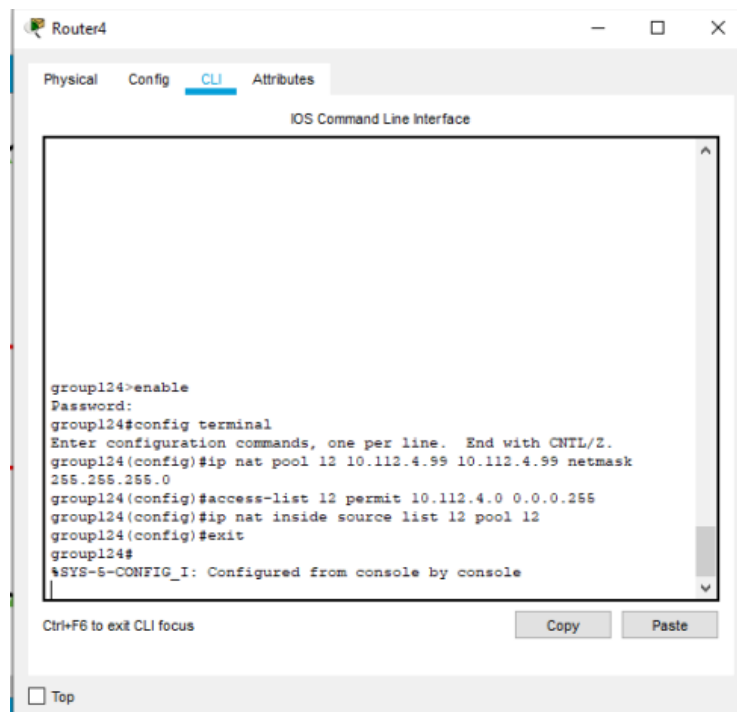 Router4
Physical Config CLI Attributes
IOS Command Line Interface
group124>enable
Password:
group124#config terminal
Enter configuration commands, one per line.  End with CNTL/Z.
group124(config)#ip nat pool 12 10.112.4.99 10.112.4.99 netmask
255.255.255.0
group124(config)#access-list 12 permit 10.112.4.0 0.0.0.255
group124(config)#ip nat inside source list 12 pool 12
group124(config)#exit
group124#
%SYS-5-CONFIG_I: Configured from console by console
Ctrl+F6 to exit CLI focus
Copy Paste
Top